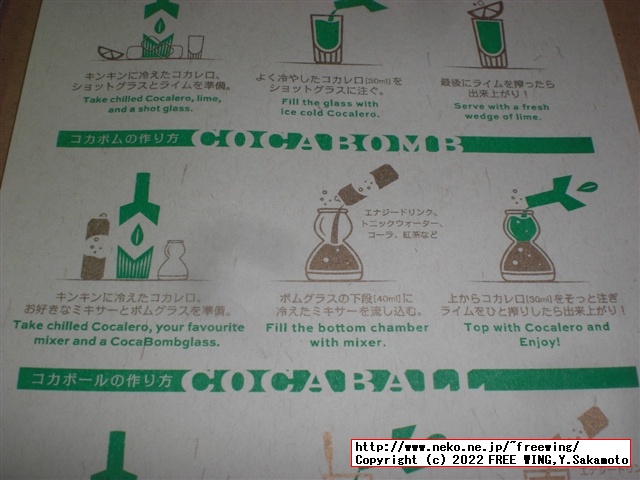 キンキンに冷えたコカレロ、
ショットグラスとライムを準備。
Take chilled Cocalero, lime,
and a shot glass.
よく冷やしたコカレロ[30ml]を
ショットグラスに注ぐ。
Fill the glass with
ice cold Cocalero.
最後にライムを搾ったら
出来上がり！
Serve with a fresh
wedge of lime.
コカボムの作り方 COCABOMB
エナジードリンク、
トニックウォーター、
コーラ、紅茶など
キンキンに冷えたコカレロ、
お好きなミキサーとボムグラスを準備。
Take chilled Cocalero, your favourite
mixer and a CocaBombglass.
ボムグラスの下段[40ml]に
冷えたミキサーを流し込む。
Fill the bottom chamber
with mixer.
上からコカレロ[30ml]をそっと注ぎ
ライムをひと搾りしたら出来上がり！
Top with Cocalero and
Enjoy!
コカボールの作り方 COCABALL
http://www.neko.ne.jp/~freewing/
Copyright (c) 2022 FREE WING,Y.Sakamoto